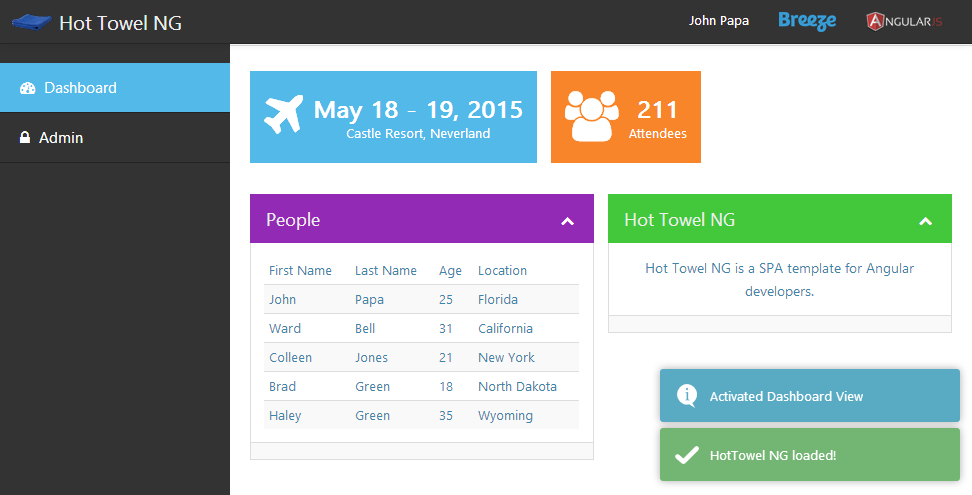 Hot Towel NG
John Papa
Breeze
ANGULARJS
Dashboard
Admin
May 18 - 19, 2015
Castle Resort, Neverland
211
Attendees
People
First Name Last Name Age Location
John Papa 25 Florida
Ward Bell 31 California
Colleen Jones 21 New York
Brad Green 18 North Dakota
Haley Green 35 Wyoming
Hot Towel NG
Hot Towel NG is a SPA template for Angular
developers.
Activated Dashboard View
HotTowel NG loaded!